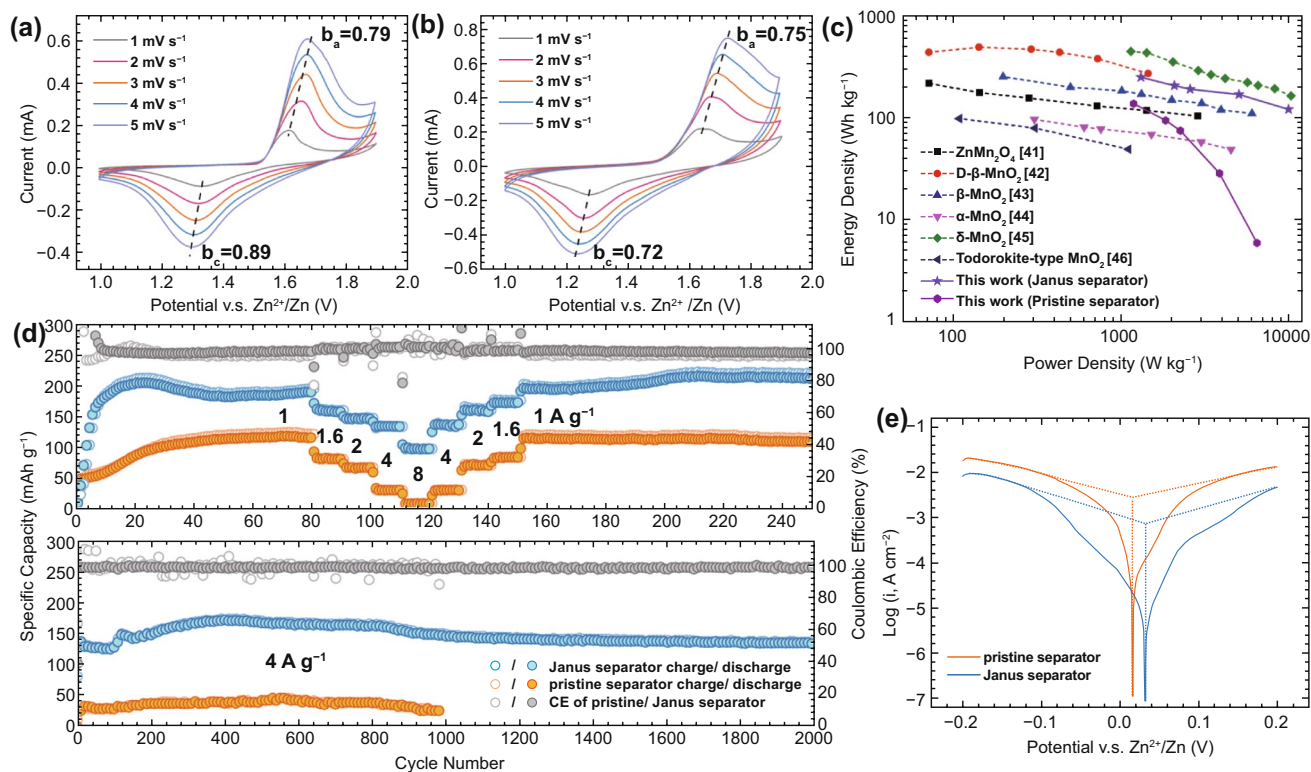 (a)
b_a=0.79
1 mV s⁻¹
2 mV s⁻¹
3 mV s⁻¹
4 mV s⁻¹
5 mV s⁻¹
b_c=0.89
Current (mA)
0.6
0.4
0.2
0.0
−0.2
−0.4
1.0
1.2
1.4
1.6
1.8
2.0
Potential v.s. Zn²⁺/Zn (V)
(b)
b_a=0.75
1 mV s⁻¹
2 mV s⁻¹
3 mV s⁻¹
4 mV s⁻¹
5 mV s⁻¹
b_c=0.72
Current (mA)
0.8
0.6
0.4
0.2
0.0
−0.2
−0.4
−0.6
1.0
1.2
1.4
1.6
1.8
2.0
Potential v.s. Zn²⁺ /Zn (V)
(c)
Energy Density (Wh kg⁻¹)
1000
100
10
1
ZnMn₂O₄ [41]
D-β-MnO₂ [42]
β-MnO₂ [43]
α-MnO₂ [44]
δ-MnO₂ [45]
Todorokite-type MnO₂ [46]
This work (Janus separator)
This work (Pristine separator)
100
1000
10000
Power Density (W kg⁻¹)
(d)
300
250
200
150
100
50
0
1
1.6
2
4
8
4
2
1.6
1 A g⁻¹
100
80
60
40
20
0
0
20
40
60
80
100
120
140
160
180
200
220
240
Specific Capacity (mAh g⁻¹)
Coulombic Efficiency (%)
300
250
200
150
100
50
0
4 A g⁻¹
/ Janus separator charge/ discharge
/ pristine separator charge/ discharge
/ CE of pristine/ Janus separator
100
80
60
40
20
0
0
200
400
600
800
1000
1200
1400
1600
1800
2000
Cycle Number
(e)
Log (i, A cm⁻²)
−1
−2
−3
−4
−5
−6
−7
pristine separator
Janus separator
−0.2
−0.1
0.0
0.1
0.2
Potential v.s. Zn²⁺/Zn (V)